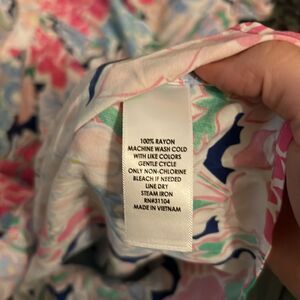 100% RAYON
MACHINE WASH COLD
WITH LIKE COLORS
GENTLE CYCLE
ONLY NON-CHLORINE
BLEACH IF NEEDED
LINE DRY
STEAM IRON
RN#31104
MADE IN VIETNAM